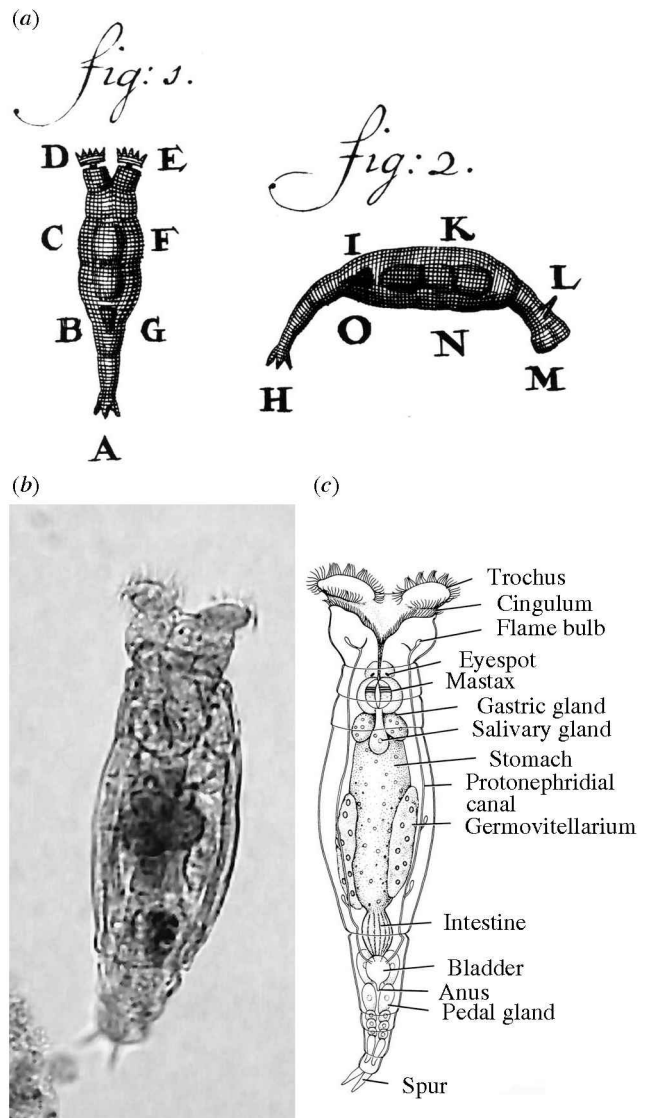 (a)
fig: 1.
fig: 2.
D E
C F
B G
A
I K L
O N M
H
(b) (c)
Trochus
Cingulum
Flame bulb
Eyespot
Mastax
Gastric gland
Salivary gland
Stomach
Protonephridial
canal
Germovitellarium
Intestine
Bladder
Anus
Pedal gland
Spur